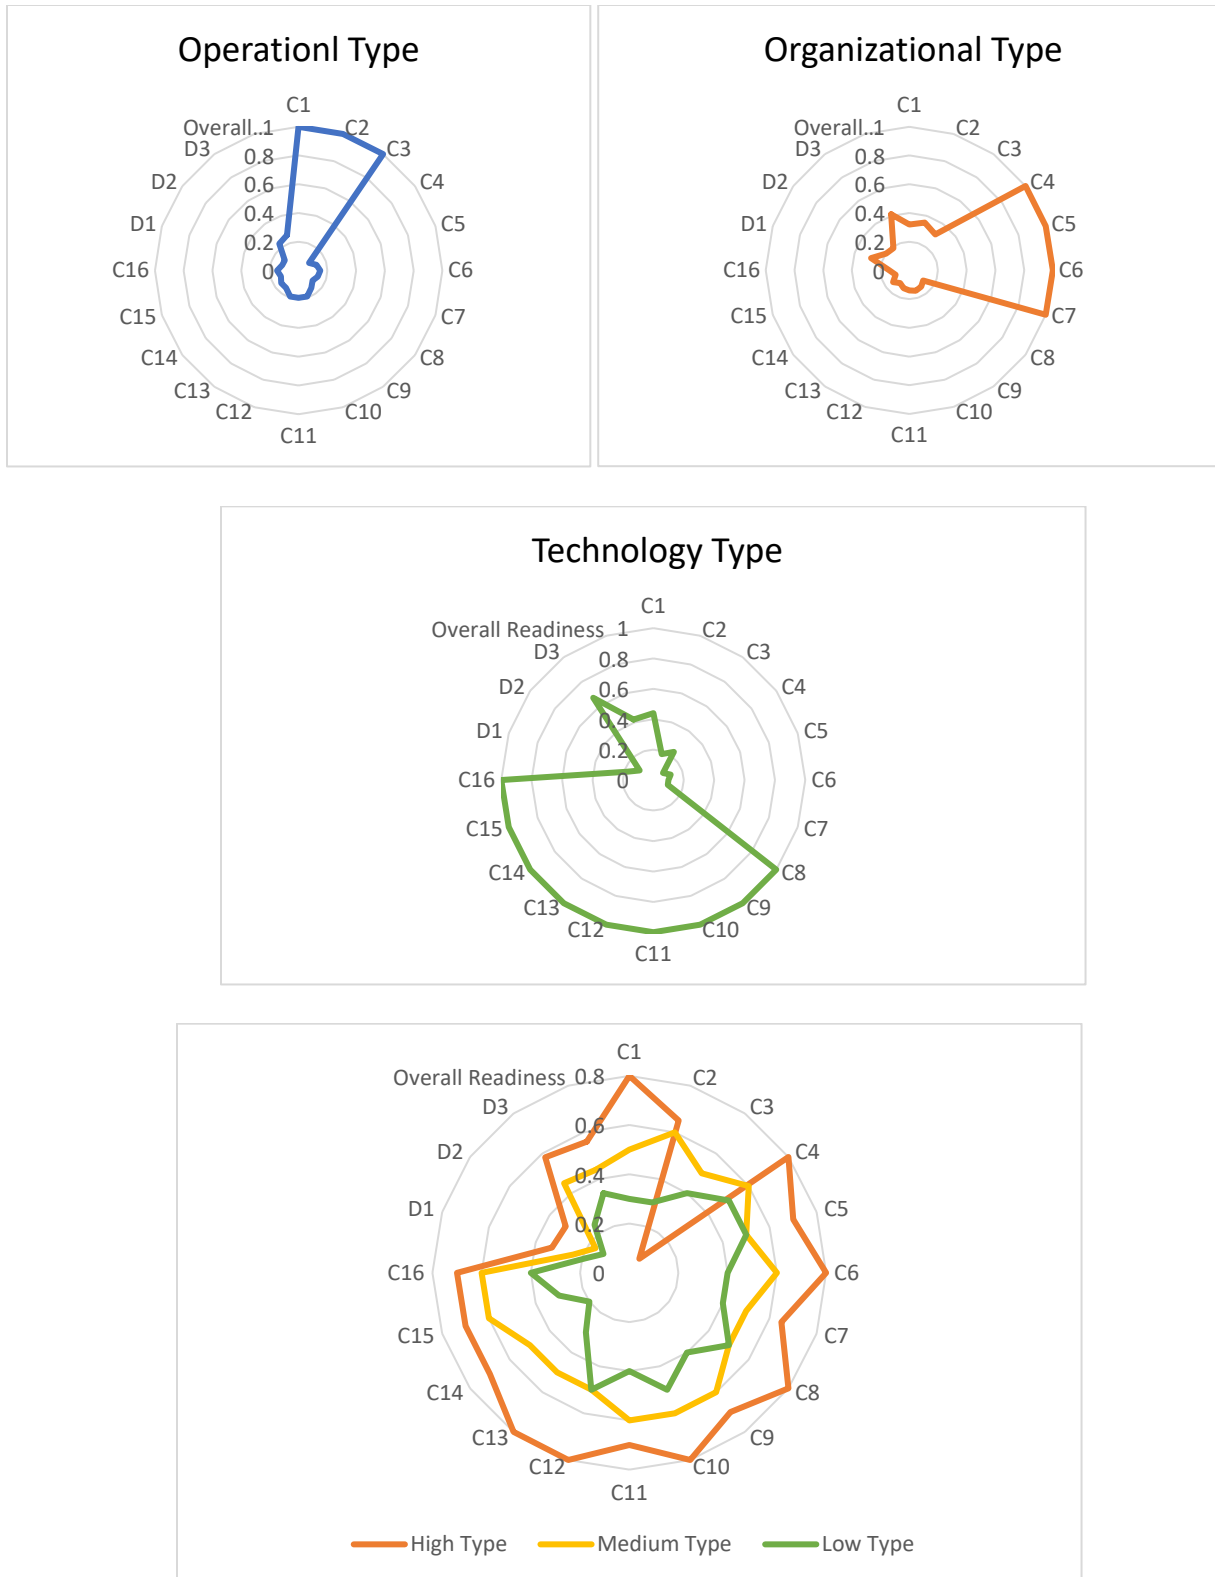 Operationl Type
C1
C2
C3
C4
C5
C6
C7
C8
C9
C10
C11
C12
C13
C14
C15
C16
D1
D2
D3
Overall…
1
0.8
0.6
0.4
0.2
0
Organizational Type
C1
C2
C3
C4
C5
C6
C7
C8
C9
C10
C11
C12
C13
C14
C15
C16
D1
D2
D3
Overall…
1
0.8
0.6
0.4
0.2
0
Technology Type
C1
C2
C3
C4
C5
C6
C7
C8
C9
C10
C11
C12
C13
C14
C15
C16
D1
D2
D3
Overall Readiness
1
0.8
0.6
0.4
0.2
0
C1
C2
C3
C4
C5
C6
C7
C8
C9
C10
C11
C12
C13
C14
C15
C16
D1
D2
D3
Overall Readiness
0.8
0.6
0.4
0.2
0
High Type
Medium Type
Low Type